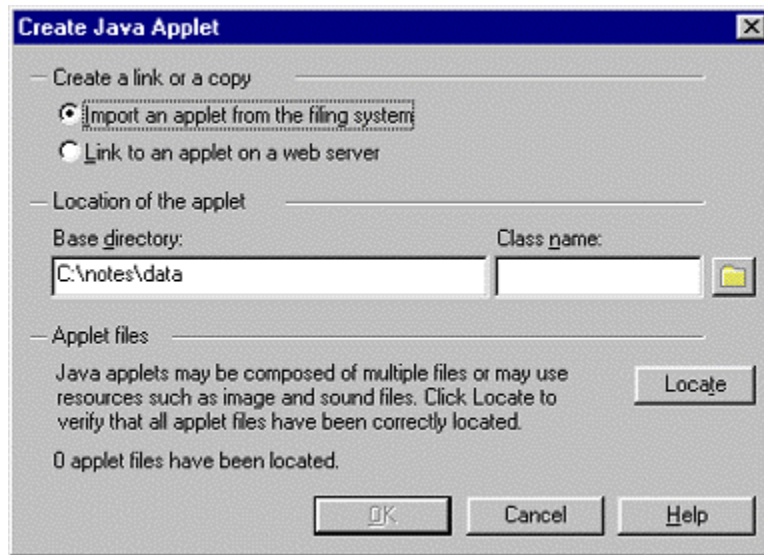 Create Java Applet
Create a link or a copy
Import an applet from the filing system
Link to an applet on a web server
Location of the applet
Base directory: Class name:
C:\notes\data
Applet files
Java applets may be composed of multiple files or may use
resources such as image and sound files. Click Locate to
verify that all applet files have been correctly located.
Locate
0 applet files have been located.
OK Cancel Help